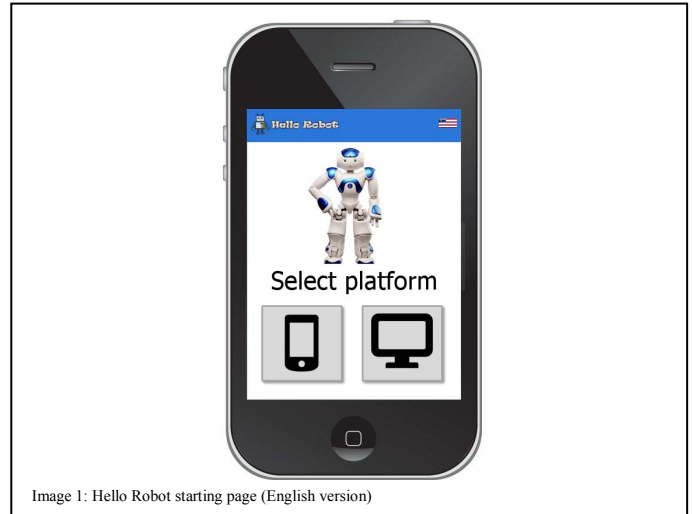 Hello Robot
Select platform
Image 1: Hello Robot starting page (English version)